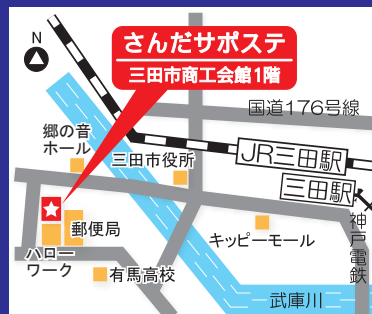 さんだサポステ
三田市商工会館1階
N
国道176号線
郷の音
ホール
三田市役所
JR三田駅
三田駅
神戸電鉄
郵便局
ハロー
ワーク
キッピーモール
有馬高校
武庫川